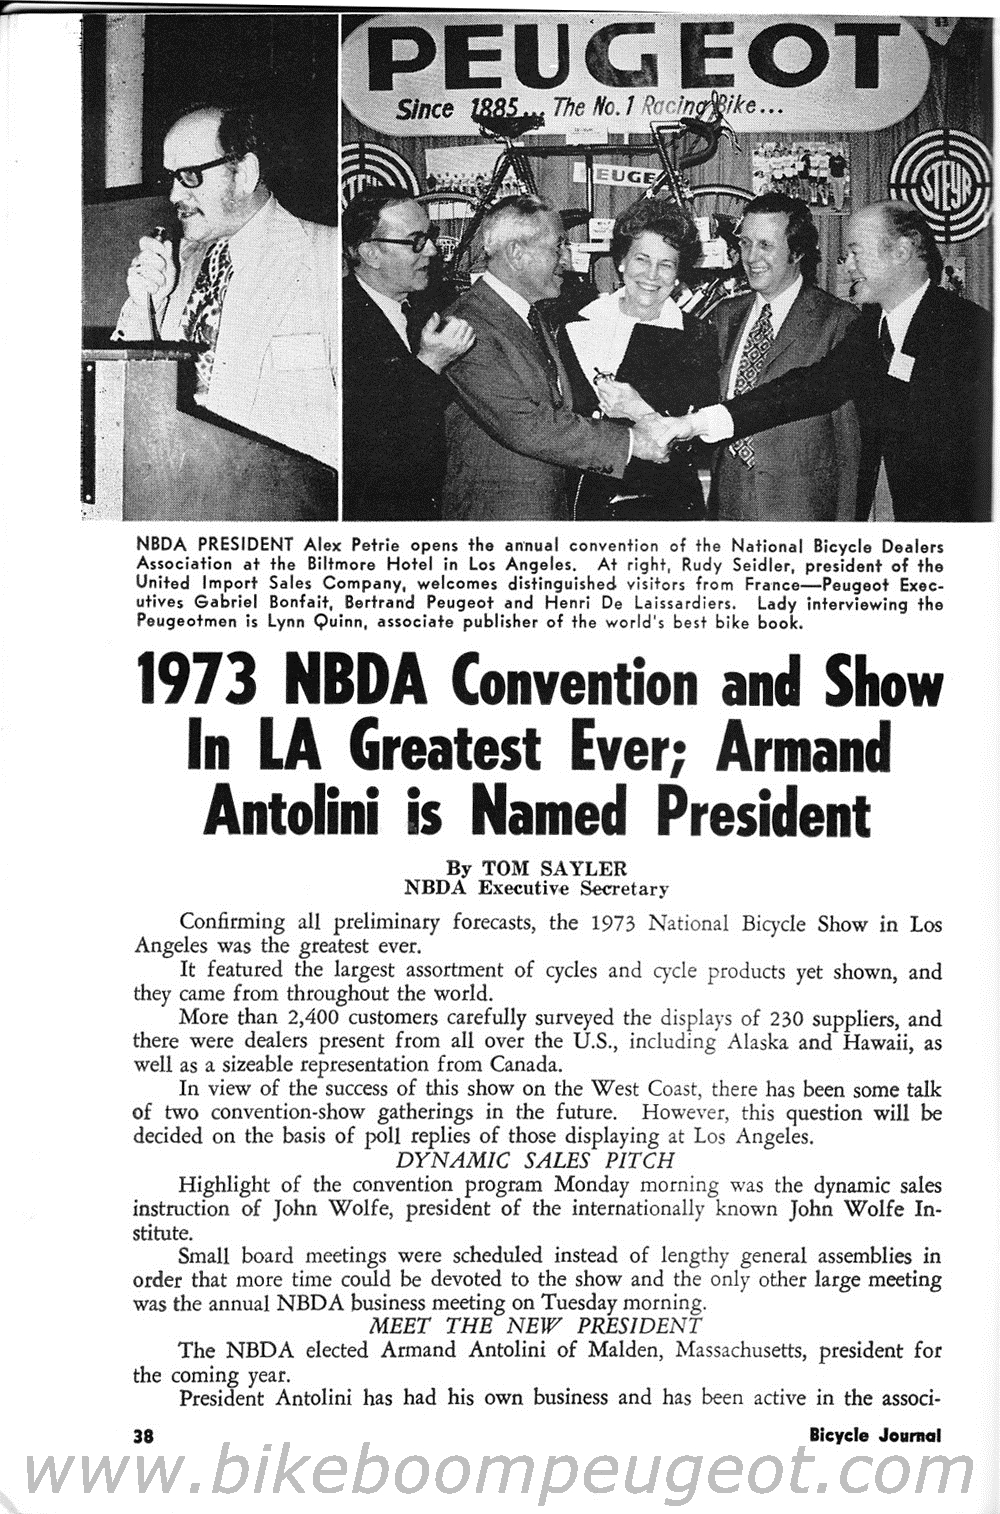 PEUGEOT
Since 1885... The No. 1 Racing Bike...
PEUGE
STEYR
NBDA PRESIDENT Alex Petrie opens the annual convention of the National Bicycle Dealers
Association at the Biltmore Hotel in Los Angeles. At right, Rudy Seidler, president of the
United Import Sales Company, welcomes distinguished visitors from France—Peugeot Exec-
utives Gabriel Bonfait, Bertrand Peugeot and Henri De Laissardiers. Lady interviewing the
Peugeotmen is Lynn Quinn, associate publisher of the world's best bike book.
1973 NBDA Convention and Show
In LA Greatest Ever; Armand
Antolini is Named President
By TOM SAYLER
NBDA Executive Secretary
Confirming all preliminary forecasts, the 1973 National Bicycle Show in Los
Angeles was the greatest ever.
It featured the largest assortment of cycles and cycle products yet shown, and
they came from throughout the world.
More than 2,400 customers carefully surveyed the displays of 230 suppliers, and
there were dealers present from all over the U.S., including Alaska and Hawaii, as
well as a sizeable representation from Canada.
In view of the success of this show on the West Coast, there has been some talk
of two convention-show gatherings in the future. However, this question will be
decided on the basis of poll replies of those displaying at Los Angeles.
DYNAMIC SALES PITCH
Highlight of the convention program Monday morning was the dynamic sales
instruction of John Wolfe, president of the internationally known John Wolfe In-
stitute.
Small board meetings were scheduled instead of lengthy general assemblies in
order that more time could be devoted to the show and the only other large meeting
was the annual NBDA business meeting on Tuesday morning.
MEET THE NEW PRESIDENT
The NBDA elected Armand Antolini of Malden, Massachusetts, president for
the coming year.
President Antolini has had his own business and has been active in the associ-
38
Bicycle Journal
www.bikeboompeugeot.com